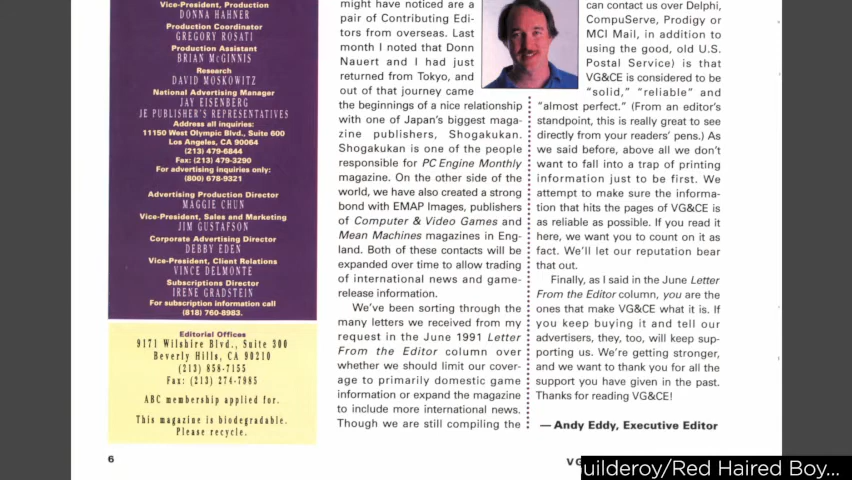 Vice-President, Production
DONNA HAHNER
Production Coordinator
GREGORY ROSATI
Production Assistant
BRIAN McGINNIS
Research
DAVID MOSKOWITZ
National Advertising Manager
JAY EISENBERG
JE PUBLISHER'S REPRESENTATIVES
Address all inquiries:
11150 West Olympic Blvd., Suite 600
Los Angeles, CA 90064
(213) 479-6844
Fax: (213) 479-3290
For advertising inquiries only:
(800) 678-9321
Advertising Production Director
MAGGIE CHUN
Vice-President, Sales and Marketing
JIM GUSTAFSON
Corporate Advertising Director
DEBBY EDEN
Vice-President, Client Relations
VINCE DELMONTE
Subscriptions Director
IRENE GRADSTEIN
For subscription information call
(818) 760-8983.
Editorial Offices
9171 Wilshire Blvd., Suite 300
Beverly Hills, CA 90210
(213) 858-7155
Fax: (213) 274-7985
ABC membership applied for.
This magazine is biodegradable.
Please recycle.
6
might have noticed are a
pair of Contributing Edi-
tors from overseas. Last
month I noted that Donn
Nauert and I had just
returned from Tokyo, and
out of that journey came
the beginnings of a nice relationship
with one of Japan's biggest maga-
zine publishers, Shogakukan.
Shogakukan is one of the people
responsible for PC Engine Monthly
magazine. On the other side of the
world, we have also created a strong
bond with EMAP Images, publishers
of Computer & Video Games and
Mean Machines magazines in Eng-
land. Both of these contacts will be
expanded over time to allow trading
of international news and game-
release information.
We've been sorting through the
many letters we received from my
request in the June 1991 Letter
From the Editor column over
whether we should limit our cover-
age to primarily domestic game
information or expand the magazine
to include more international news.
Though we are still compiling the
can contact us over Delphi,
CompuServe, Prodigy or
MCI Mail, in addition to
using the good, old U.S.
Postal Service) is that
VG&CE is considered to be
"solid," "reliable" and
"almost perfect." (From an editor's
standpoint, this is really great to see
directly from your readers' pens.) As
we said before, above all we don't
want to fall into a trap of printing
information just to be first. We
attempt to make sure the informa-
tion that hits the pages of VG&CE is
as reliable as possible. If you read it
here, we want you to count on it as
fact. We'll let our reputation bear
that out.
Finally, as I said in the June Letter
From the Editor column, you are the
ones that make VG&CE what it is. If
you keep buying it and tell our
advertisers, they, too, will keep sup-
porting us. We're getting stronger,
and we want to thank you for all the
support you have given in the past.
Thanks for reading VG&CE!
— Andy Eddy, Executive Editor
uilderoy/Red Haired Boy...